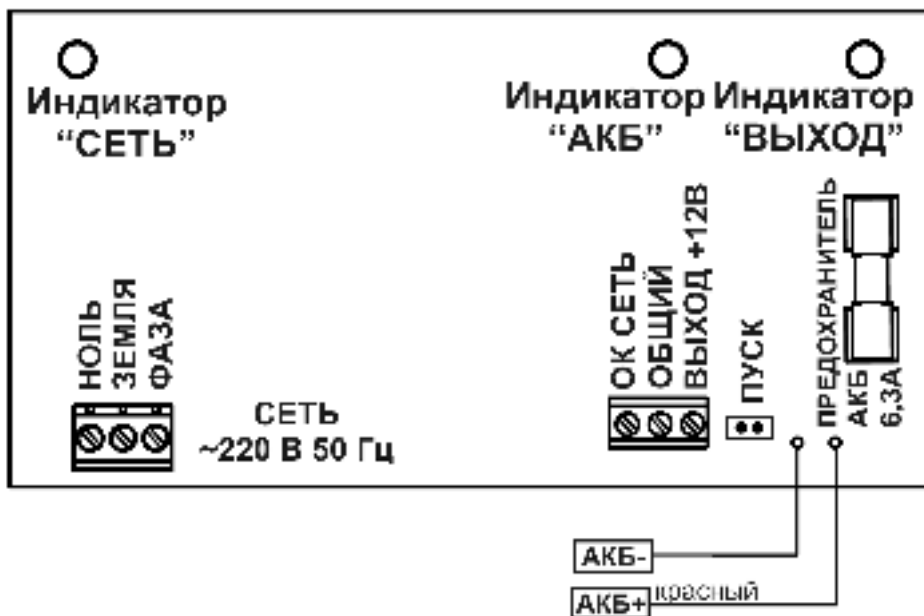 Индикатор
“СЕТЬ”
Индикатор
“АКБ”
Индикатор
“ВЫХОД”
НОЛЬ
ЗЕМЛЯ
ФАЗА
СЕТЬ
~220 В 50 Гц
ОК СЕТЬ
ОБЩИЙ
ВЫХОД +12В
ПУСК
ПРЕДОХРАНИТЕЛЬ
АКБ
6,3А
АКБ-
АКБ+ красный